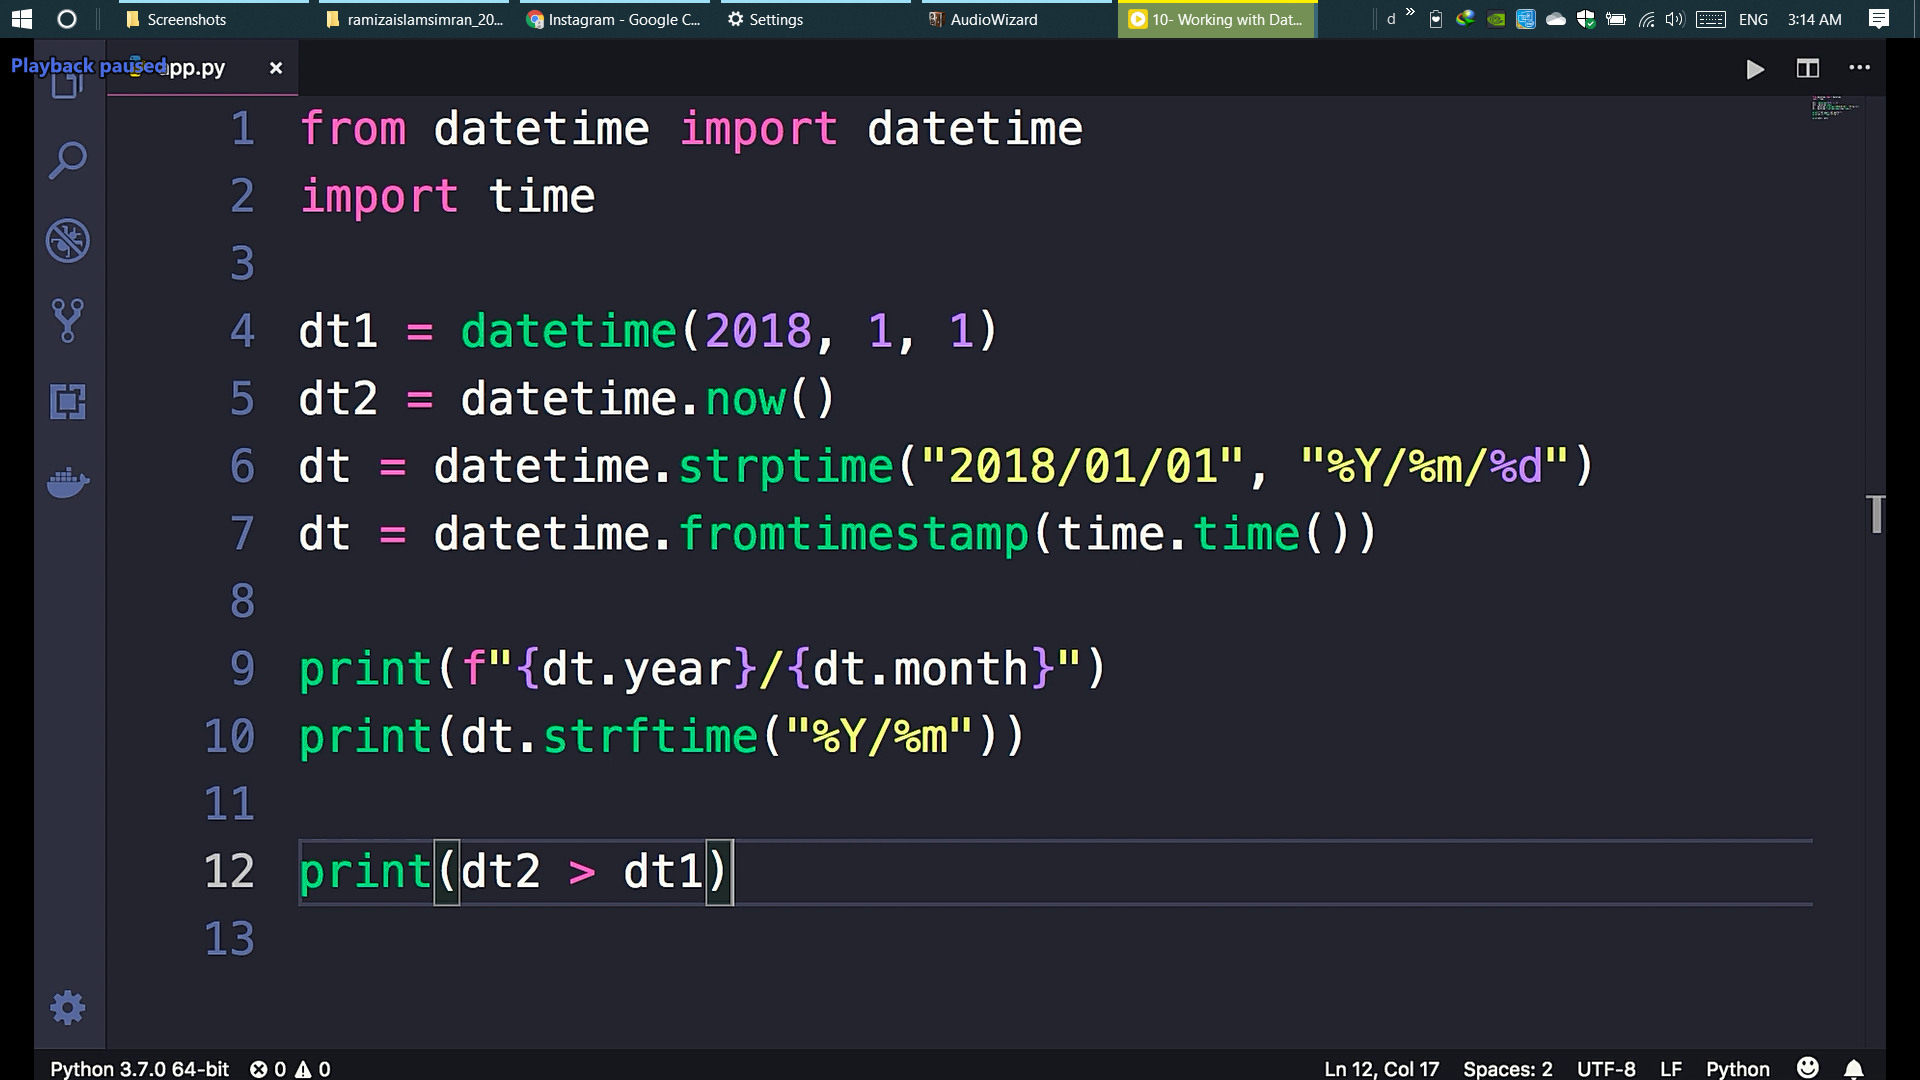 Screenshots
ramizaislamsimran_20...
Instagram - Google C...
Settings
AudioWizard
10- Working with Dat...
d
»
ENG
3:14 AM
Playback paused
app.py
1 from datetime import datetime
2 import time
3
4 dt1 = datetime(2018, 1, 1)
5 dt2 = datetime.now()
6 dt = datetime.strptime("2018/01/01", "%Y/%m/%d")
7 dt = datetime.fromtimestamp(time.time())
8
9 print(f"{dt.year}/{dt.month}")
10 print(dt.strftime("%Y/%m"))
11
12 print(dt2 > dt1)
13
Python 3.7.0 64-bit 0 0 Ln 12, Col 17 Spaces: 2 UTF-8 LF Python